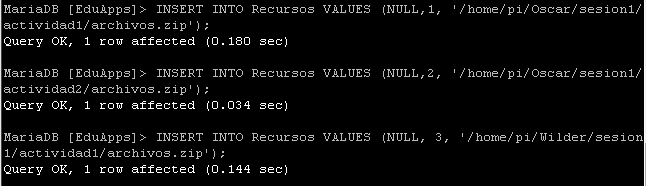 MariaDB [EduApps]> INSERT INTO Recursos VALUES (NULL,1, '/home/pi/Oscar/sesion1/
actividad1/archivos.zip');
Query OK, 1 row affected (0.180 sec)
MariaDB [EduApps]> INSERT INTO Recursos VALUES (NULL,2, '/home/pi/Oscar/sesion1/
actividad2/archivos.zip');
Query OK, 1 row affected (0.034 sec)
MariaDB [EduApps]> INSERT INTO Recursos VALUES (NULL, 3, '/home/pi/Wilder/sesion
1/actividad1/archivos.zip');
Query OK, 1 row affected (0.144 sec)